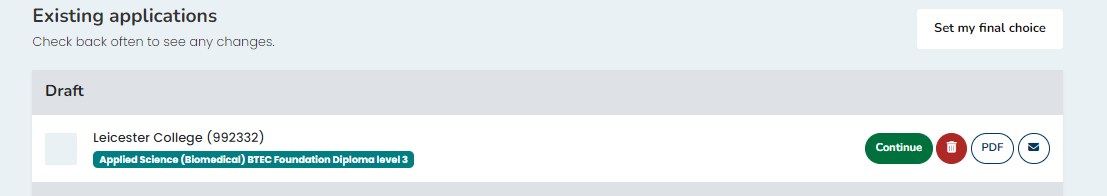 Existing applications
Check back often to see any changes.
Set my final choice
Draft
Leicester College (992332)
Applied Science (Biomedical) BTEC Foundation Diploma level 3
Continue
PDF